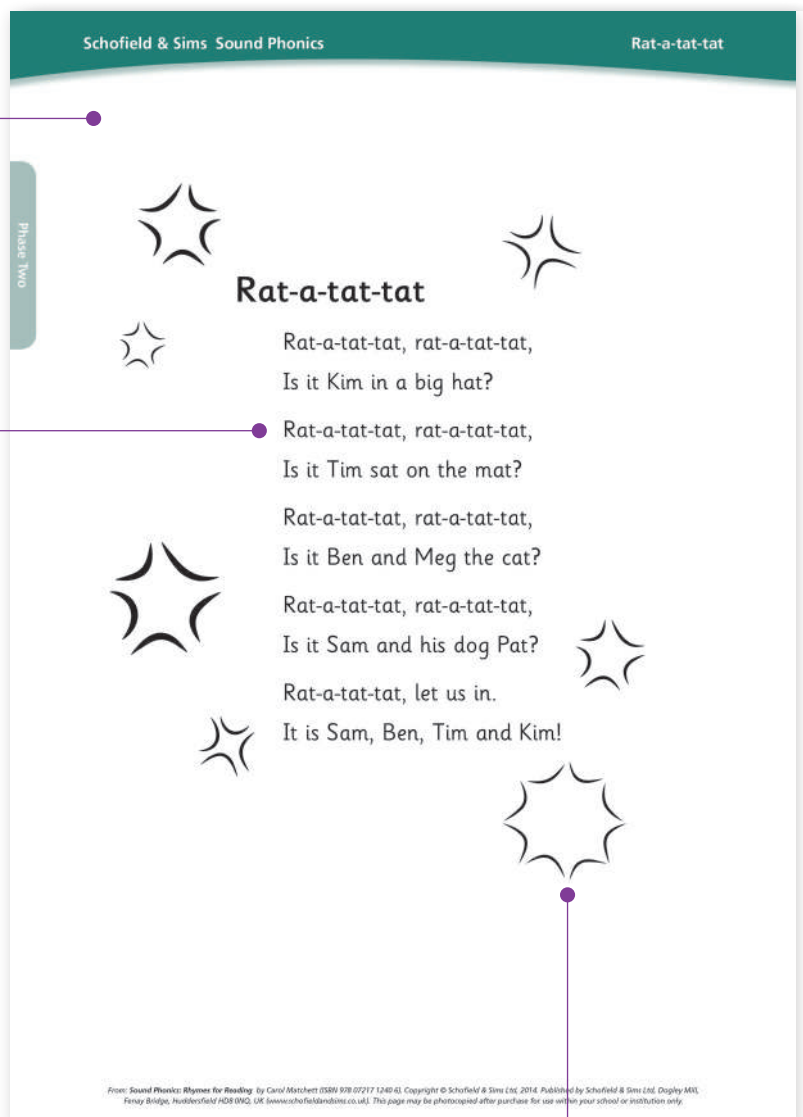 Schofield & Sims Sound Phonics
Rat-a-tat-tat
Phase Two
Rat-a-tat-tat
Rat-a-tat-tat, rat-a-tat-tat,
Is it Kim in a big hat?
Rat-a-tat-tat, rat-a-tat-tat,
Is it Tim sat on the mat?
Rat-a-tat-tat, rat-a-tat-tat,
Is it Ben and Meg the cat?
Rat-a-tat-tat, rat-a-tat-tat,
Is it Sam and his dog Pat?
Rat-a-tat-tat, let us in.
It is Sam, Ben, Tim and Kim!
From: Sound Phonics: Rhymes for Reading by Carol Matchett (ISBN 978 07217 1240 6). Copyright © Schofield & Sims Ltd, 2014. Published by Schofield & Sims Ltd, Dogley Mill,
Fenay Bridge, Huddersfield HD8 0NQ, UK (www.schofieldandsims.co.uk). This page may be photocopied after purchase for use within your school or institution only.